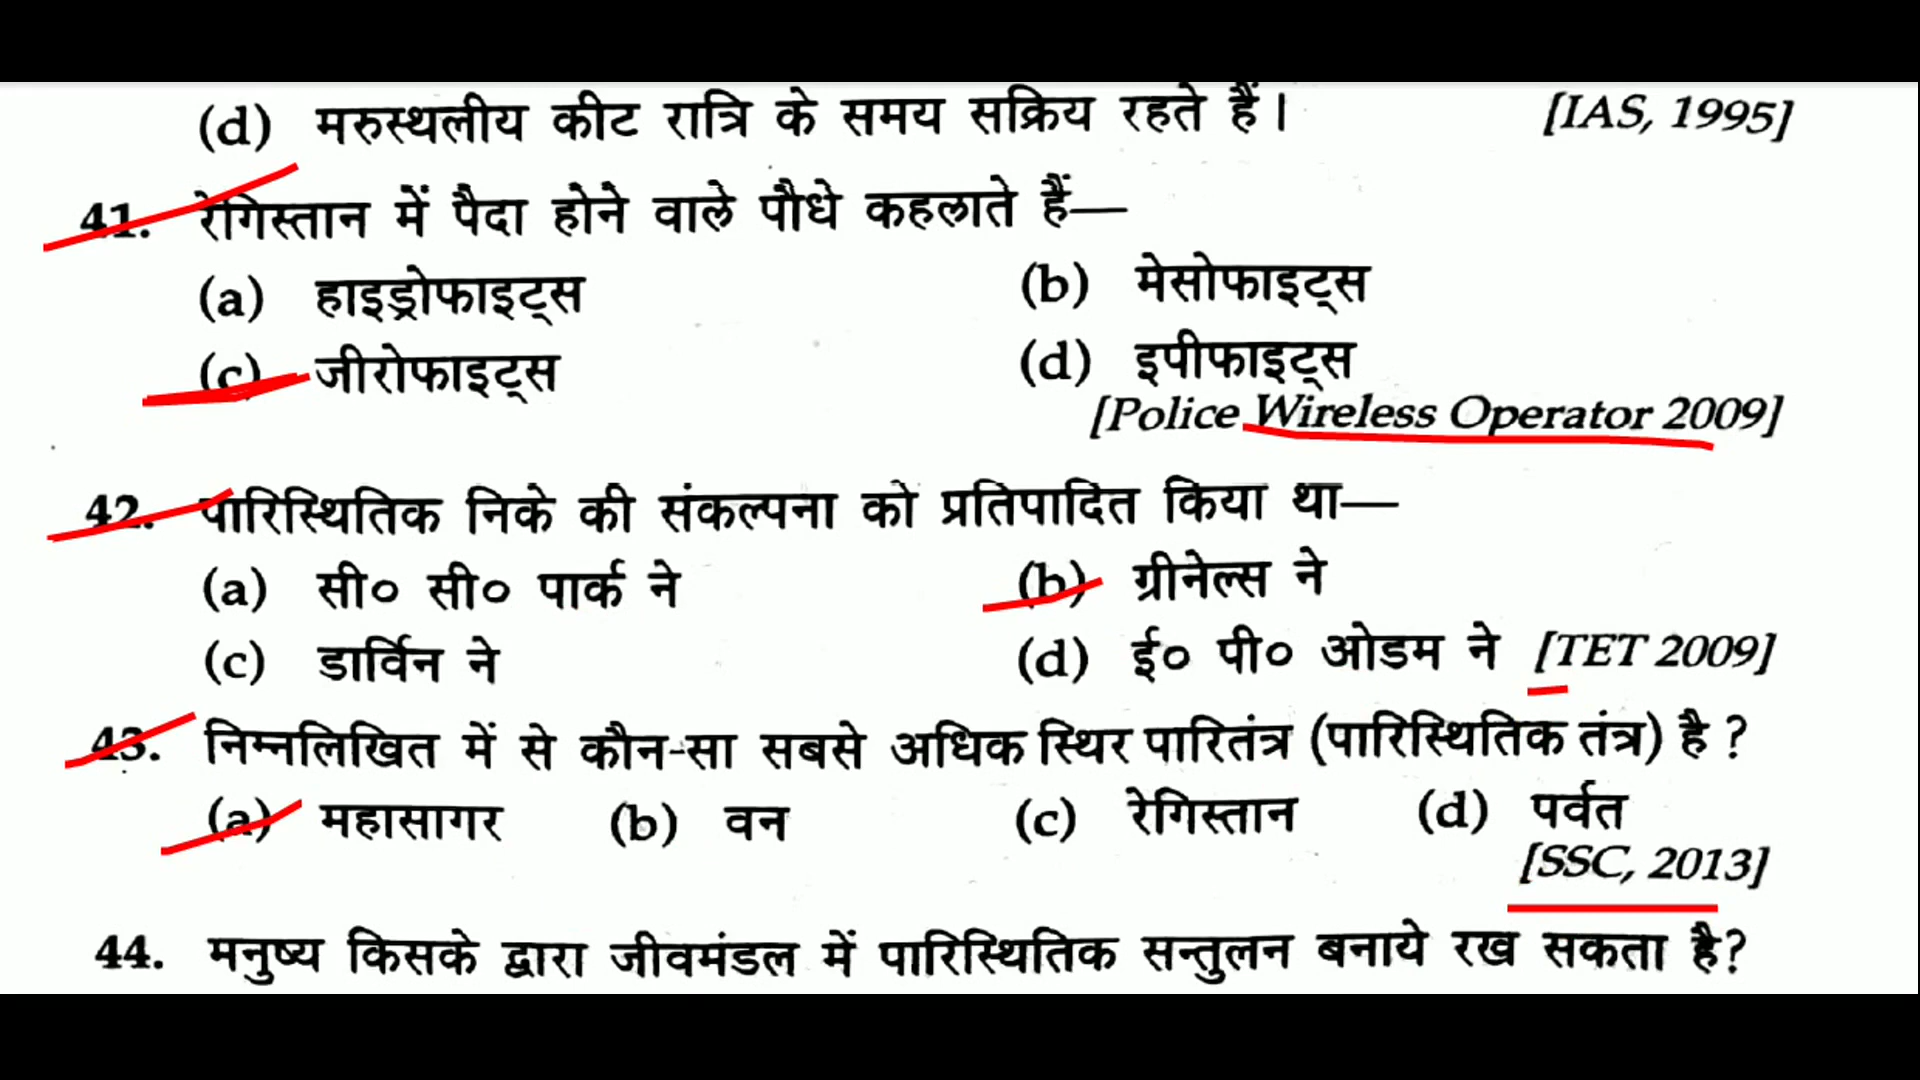 (d) मरुस्थलीय कीट रात्रि के समय सक्रिय रहते हैं। [IAS, 1995]
41. रेगिस्तान में पैदा होने वाले पौधे कहलाते हैं—
(a) हाइड्रोफाइट्स (b) मेसोफाइट्स
(c) जीरोफाइट्स (d) इपीफाइट्स
[Police Wireless Operator 2009]
42. पारिस्थितिक निके की संकल्पना को प्रतिपादित किया था—
(a) सी० सी० पार्क ने (b) ग्रीनेल्स ने
(c) डार्विन ने (d) ई० पी० ओडम ने [TET 2009]
43. निम्नलिखित में से कौन-सा सबसे अधिक स्थिर पारितंत्र (पारिस्थितिक तंत्र) है ?
(a) महासागर (b) वन (c) रेगिस्तान (d) पर्वत
[SSC, 2013]
44. मनुष्य किसके द्वारा जीवमंडल में पारिस्थितिक सन्तुलन बनाये रख सकता है?